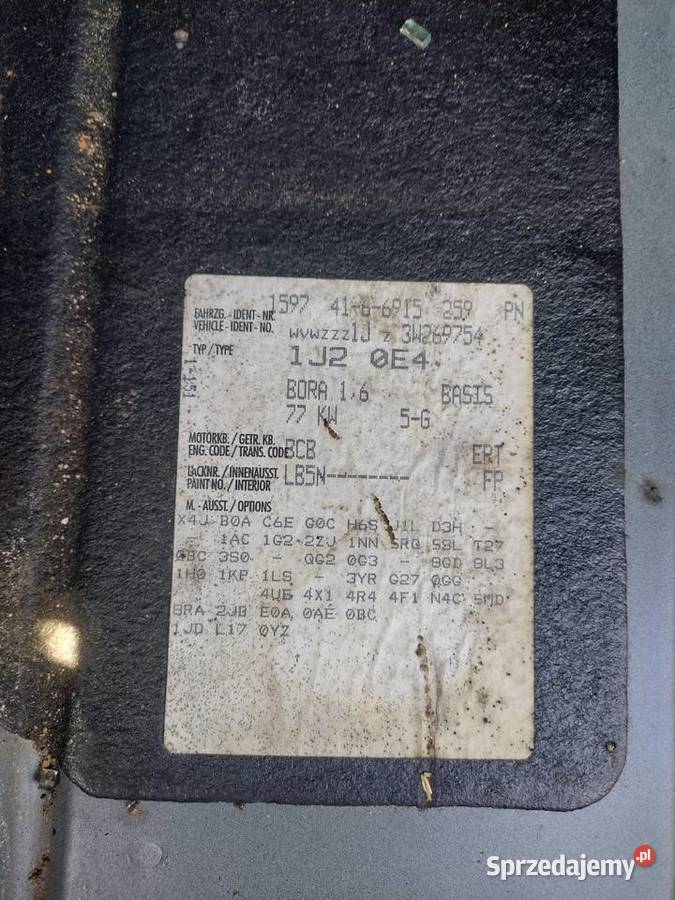 1597 41-6-6915 259 PN
FAHRZG.-IDENT-NR.
VEHICLE-IDENT-NO. WVWZZZ1J Z 3W269754
TYP/TYPE 1J2 0E4
BORA 1,6 BASIS
77 KW 5-G
MOTORKB./GETR. KB.
ENG. CODE/TRANS. CODE BCB ERT
LACKNR./INNENAUSST.
PAINT NO./INTERIOR LB5N--------- FP
M.-AUSST./OPTIONS
X4J B0A C6E G0C H6S J1L D3H -
- 1AC 1G2 2ZJ 1NN 5RQ 5SL T27
3S0 - QG2 0G3 - 8GD 8L3
1H0 1KP 1LS - 3YR G27 0GG
4UB 4X1 4R4 4F1 N4C 5MD
8RA 2JB E0A 0AE 0BC
1JD L17 0YZ
Sprzedajemy.pl